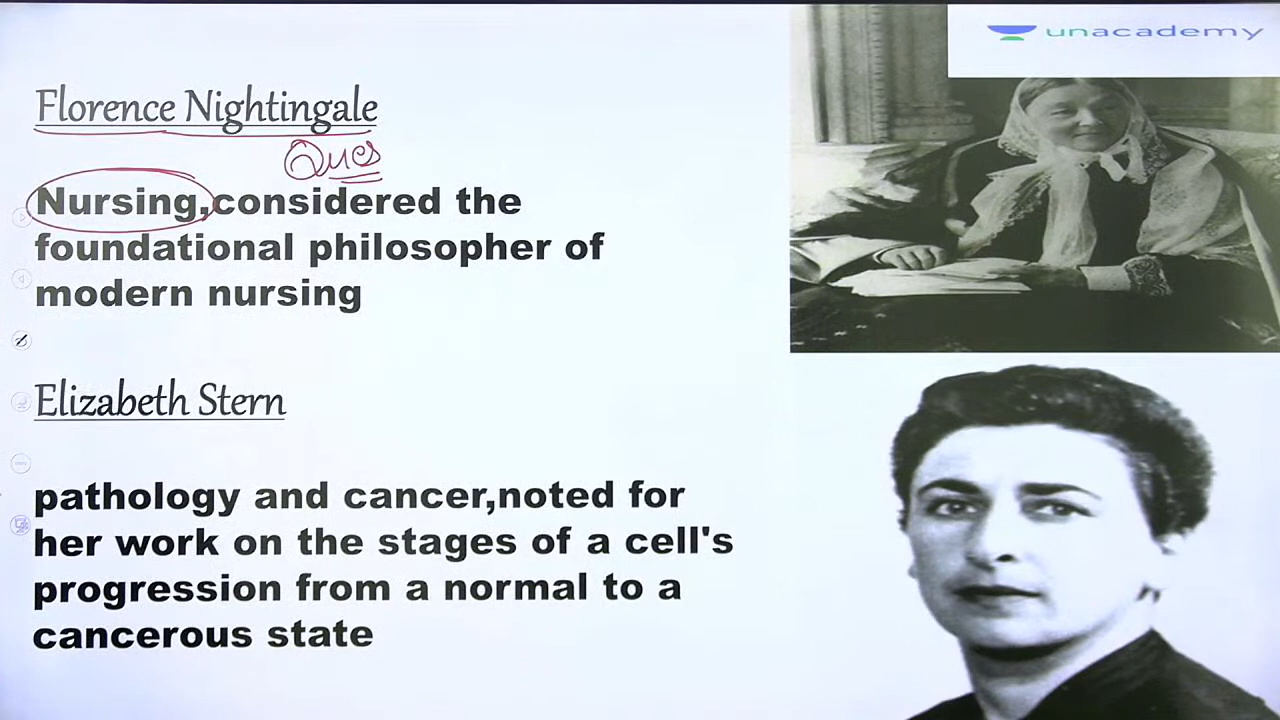 unacademy
Florence Nightingale
Ques
Nursing,considered the
foundational philosopher of
modern nursing
Elizabeth Stern
pathology and cancer,noted for
her work on the stages of a cell's
progression from a normal to a
cancerous state